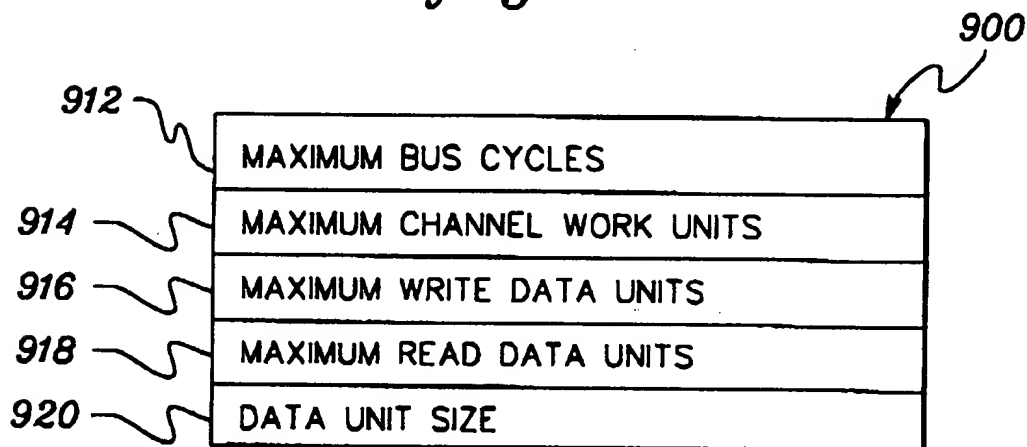 900
912 MAXIMUM BUS CYCLES
914 MAXIMUM CHANNEL WORK UNITS
916 MAXIMUM WRITE DATA UNITS
918 MAXIMUM READ DATA UNITS
920 DATA UNIT SIZE